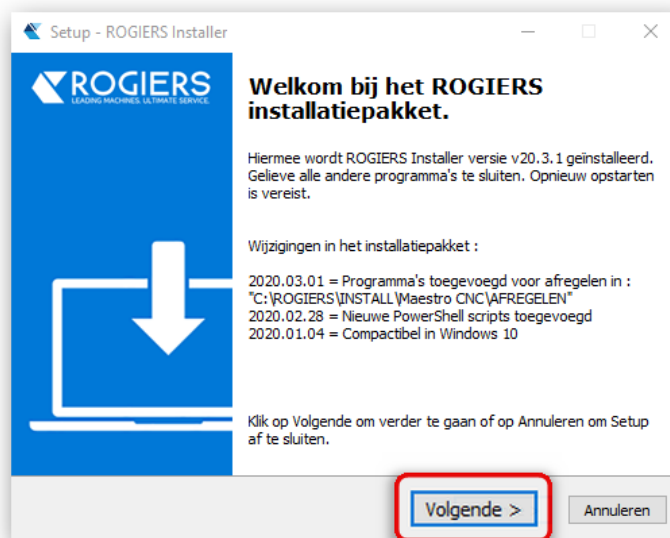 Setup - ROGIERS Installer
ROGIERS
LEADING MACHINES. ULTIMATE SERVICE.
Welkom bij het ROGIERS
installatiepakket.
Hiermee wordt ROGIERS Installer versie v20.3.1 geïnstalleerd.
Gelieve alle andere programma's te sluiten. Opnieuw opstarten
is vereist.
Wijzigingen in het installatiepakket :
2020.03.01 = Programma's toegevoegd voor afregelen in :
"C:\ROGIERS\INSTALL\Maestro CNC\AFREGELEN"
2020.02.28 = Nieuwe PowerShell scripts toegevoegd
2020.01.04 = Compactibel in Windows 10
Klik op Volgende om verder te gaan of op Annuleren om Setup
af te sluiten.
Volgende >
Annuleren